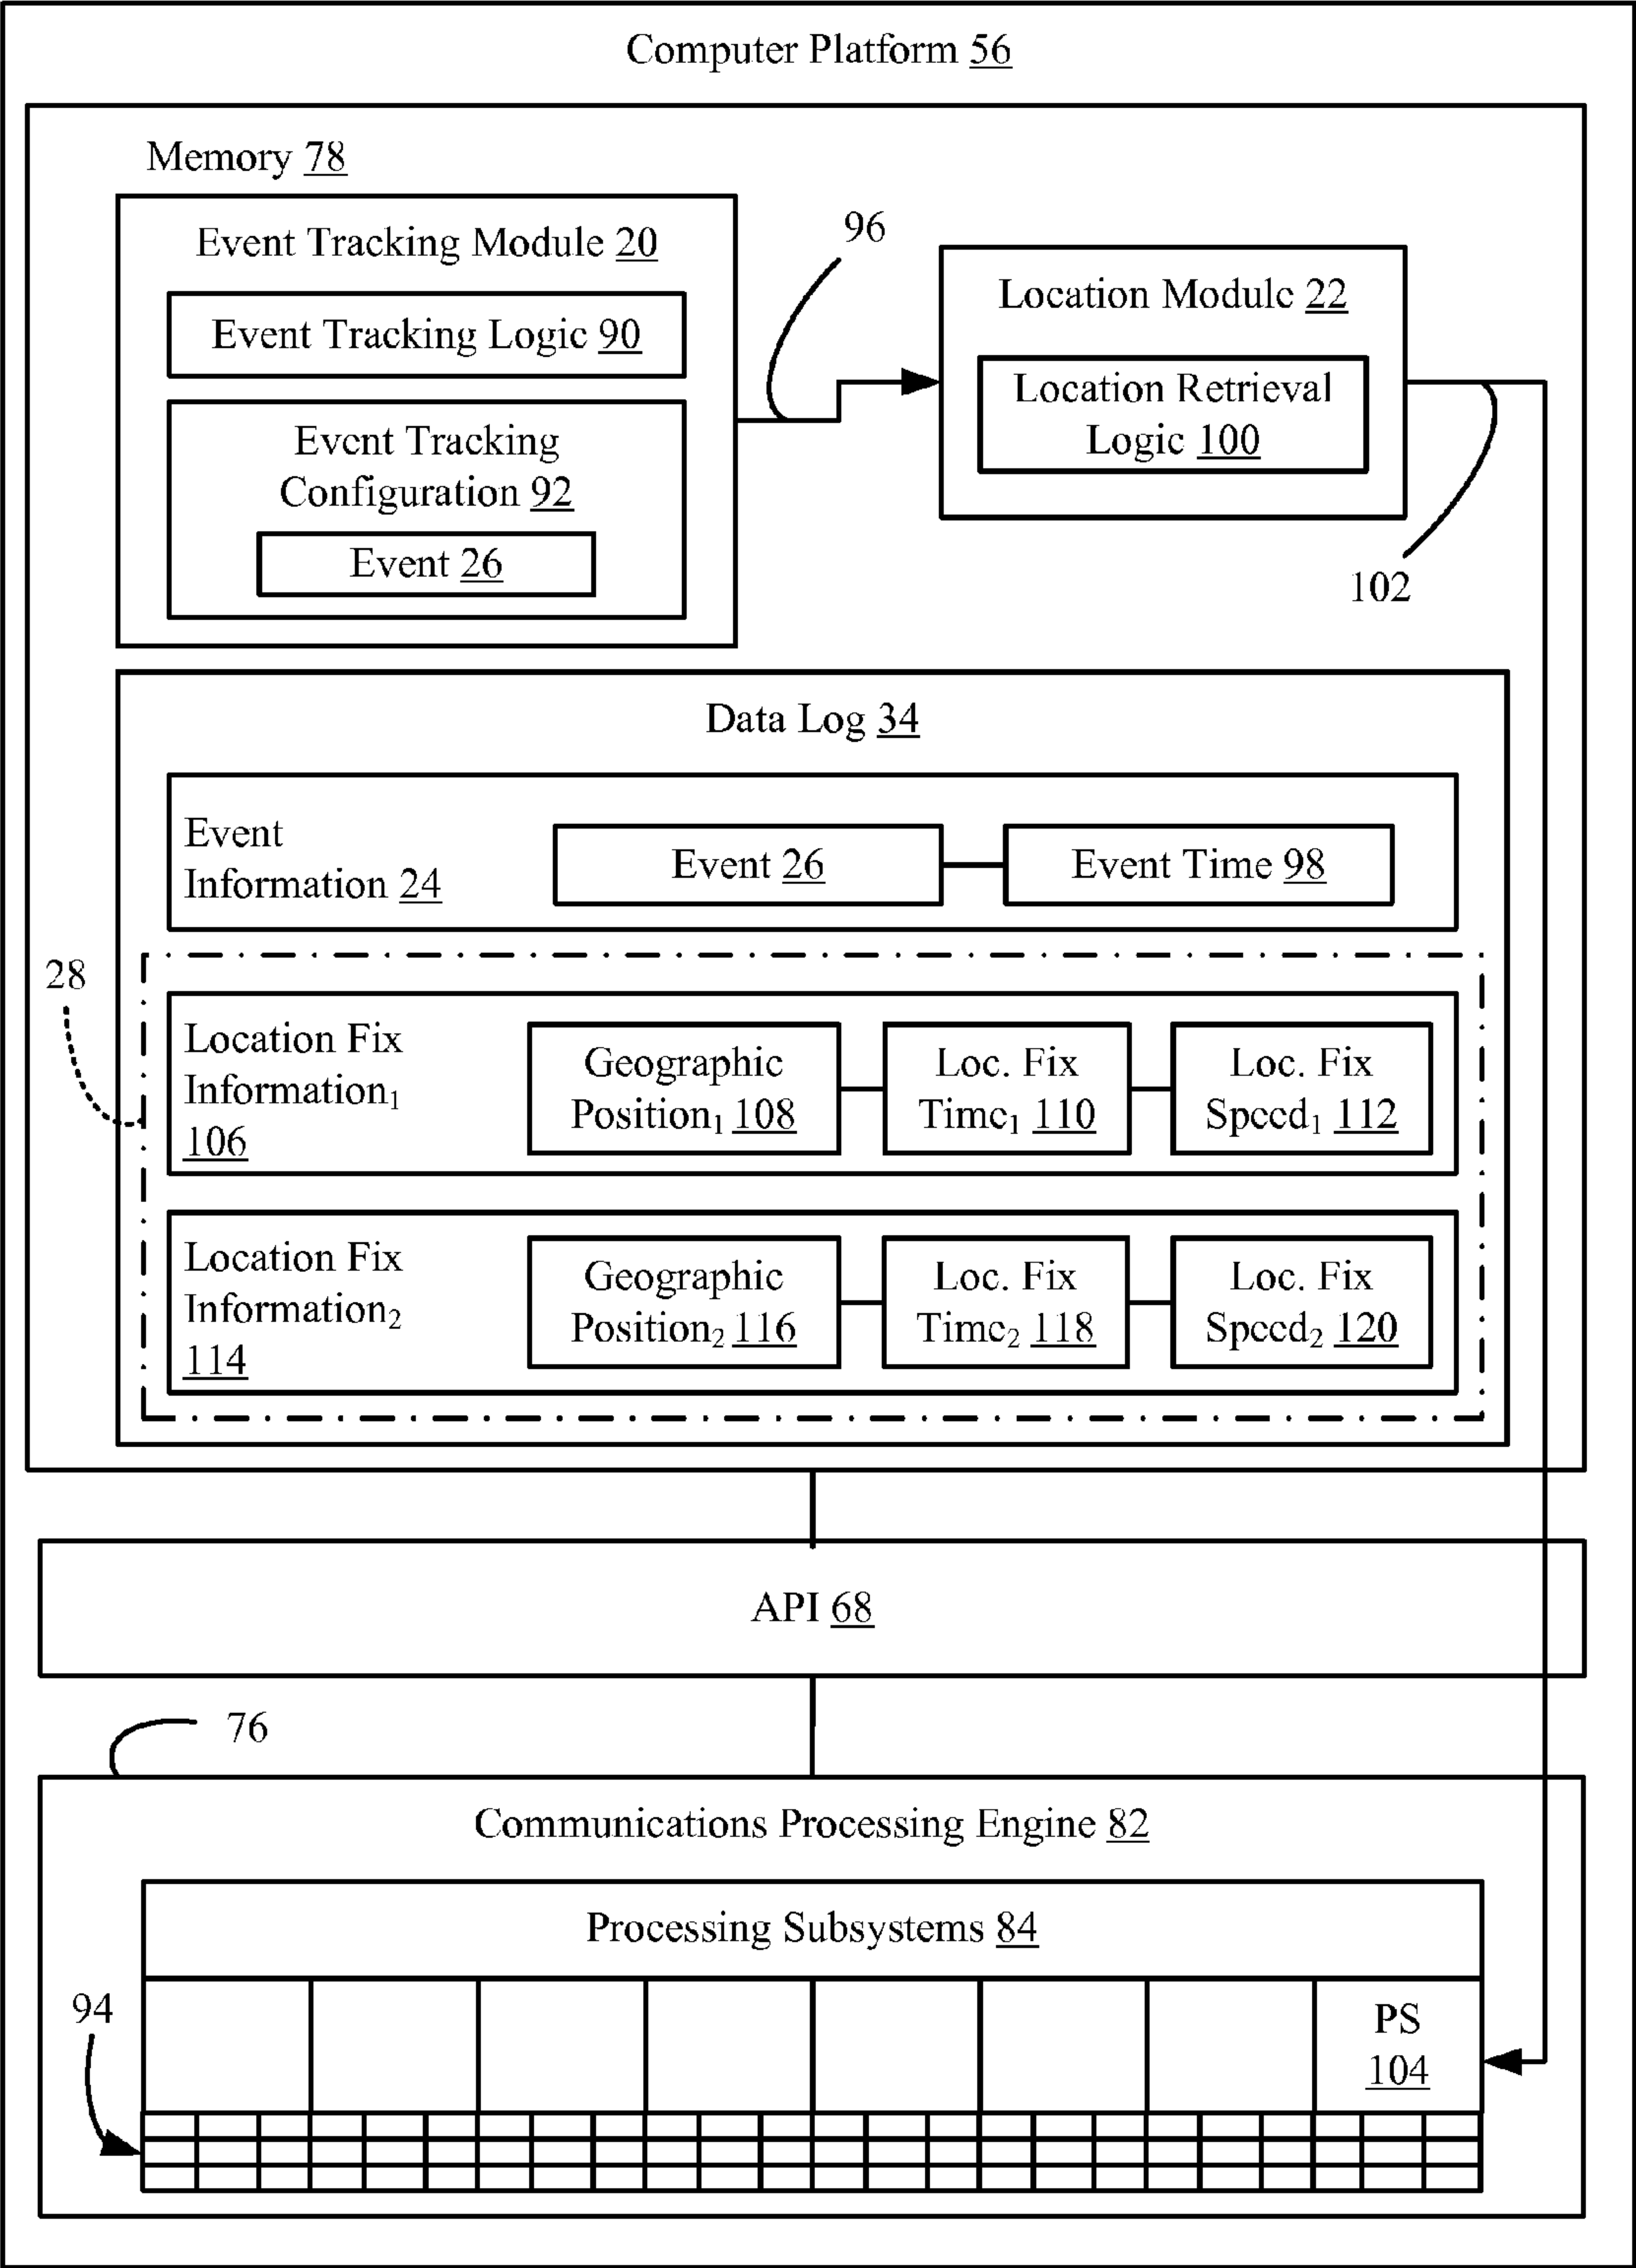 Computer Platform 56
Memory 78
Event Tracking Module 20
Event Tracking Logic 90
Event Tracking
Configuration 92
Event 26
96
Location Module 22
Location Retrieval
Logic 100
102
Data Log 34
Event
Information 24
Event 26
Event Time 98
28
Location Fix
Information₁
106
Geographic
Position₁ 108
Loc. Fix
Time₁ 110
Loc. Fix
Speed₁ 112
Location Fix
Information₂
114
Geographic
Position₂ 116
Loc. Fix
Time₂ 118
Loc. Fix
Speed₂ 120
API 68
76
Communications Processing Engine 82
Processing Subsystems 84
94
PS
104